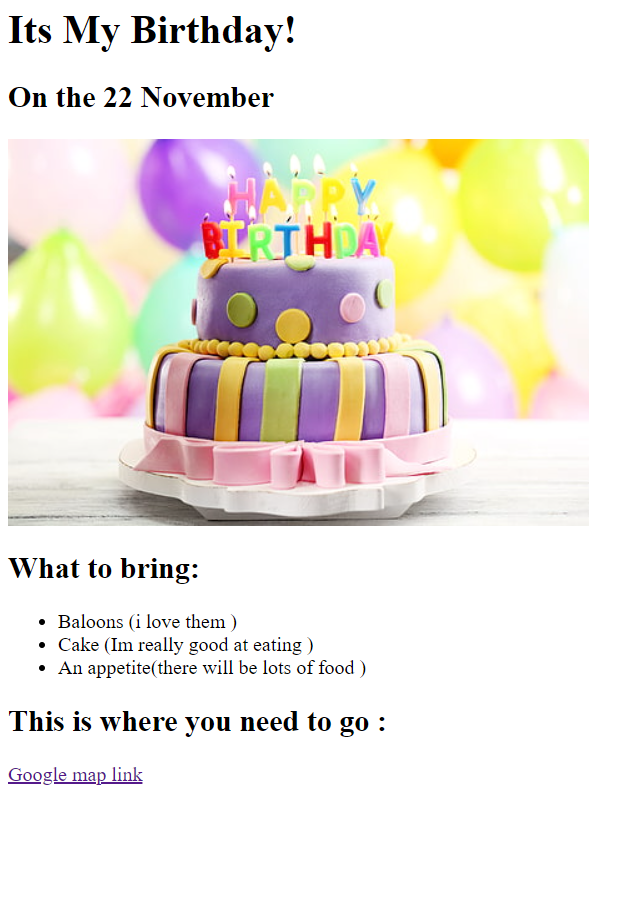 Its My Birthday!
On the 22 November
HAPPY
BIRTHDAY
What to bring:
Baloons (i love them )
Cake (Im really good at eating )
An appetite(there will be lots of food )
This is where you need to go :
Google map link